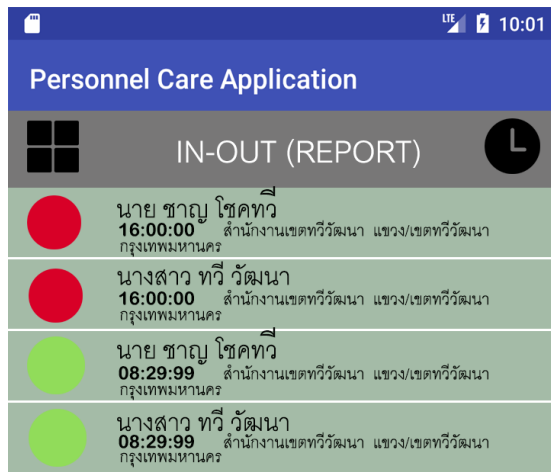 LTE 10:01
Personnel Care Application
IN-OUT (REPORT)
นาย ชาญ โชคทวี
16:00:00 สำนักงานเขตทวีวัฒนา แขวง/เขตทวีวัฒนา
กรุงเทพมหานคร
นางสาว ทวี วัฒนา
16:00:00 สำนักงานเขตทวีวัฒนา แขวง/เขตทวีวัฒนา
กรุงเทพมหานคร
นาย ชาญ โชคทวี
08:29:99 สำนักงานเขตทวีวัฒนา แขวง/เขตทวีวัฒนา
กรุงเทพมหานคร
นางสาว ทวี วัฒนา
08:29:99 สำนักงานเขตทวีวัฒนา แขวง/เขตทวีวัฒนา
กรุงเทพมหานคร